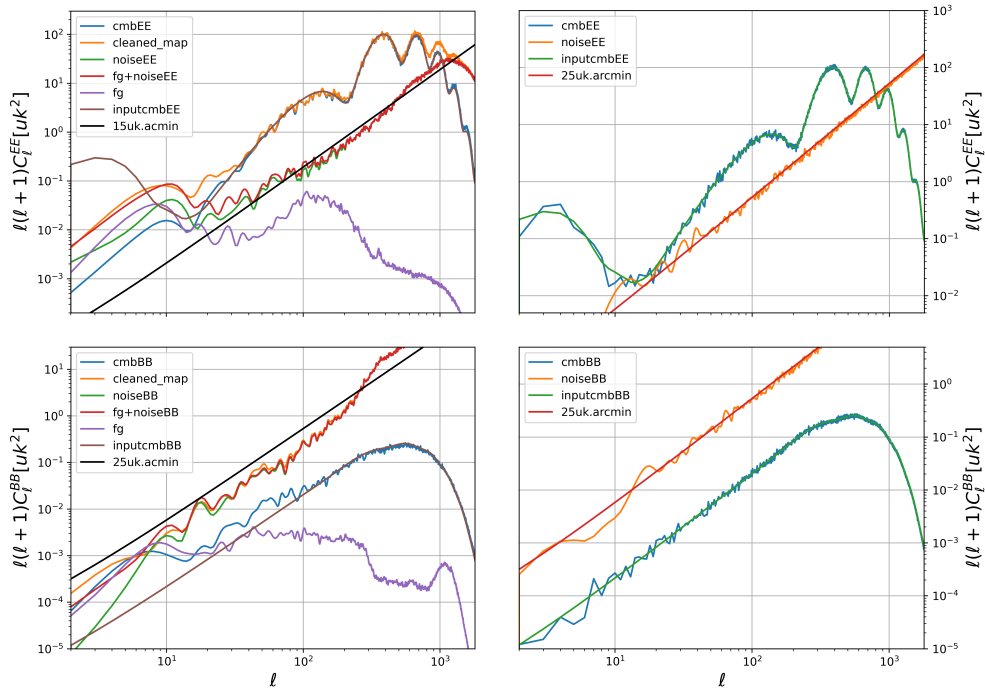 cmbEE
cleaned_map
noiseEE
fg+noiseEE
fg
inputcmbEE
15uk.acmin
10²
10¹
10⁰
10⁻¹
10⁻²
10⁻³
ℓ(ℓ + 1)C_ℓ^{EE}[uk²]
cmbEE
noiseEE
inputcmbEE
25uk.arcmin
10³
10²
10¹
10⁰
10⁻¹
10⁻²
ℓ(ℓ + 1)C_ℓ^{EE}[uk²]
cmbBB
cleaned_map
noiseBB
fg+noiseBB
fg
inputcmbBB
25uk.acmin
10¹
10⁰
10⁻¹
10⁻²
10⁻³
10⁻⁴
10⁻⁵
ℓ(ℓ + 1)C_ℓ^{BB}[uk²]
10¹ 10² 10³
ℓ
cmbBB
noiseBB
inputcmbBB
25uk.arcmin
10⁰
10⁻¹
10⁻²
10⁻³
10⁻⁴
10⁻⁵
ℓ(ℓ + 1)C_ℓ^{BB}[uk²]
10¹ 10² 10³
ℓ